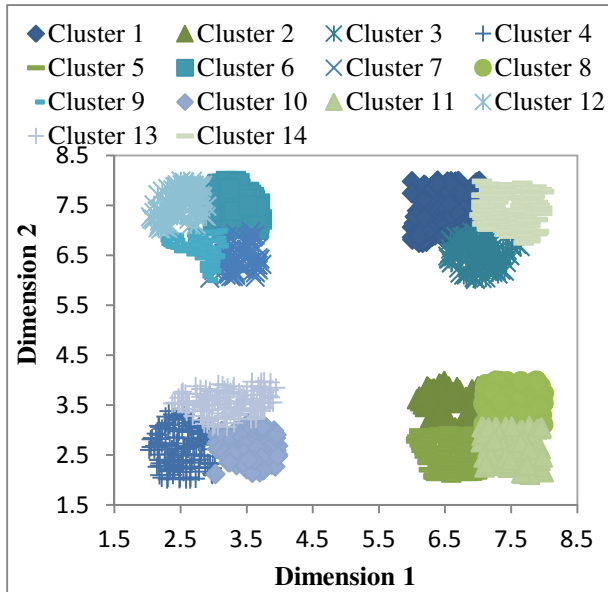 Cluster 1 Cluster 2 Cluster 3 Cluster 4
Cluster 5 Cluster 6 Cluster 7 Cluster 8
Cluster 9 Cluster 10 Cluster 11 Cluster 12
Cluster 13 Cluster 14
8.5
7.5
6.5
5.5
4.5
3.5
2.5
1.5
Dimension 2
1.5 2.5 3.5 4.5 5.5 6.5 7.5 8.5
Dimension 1